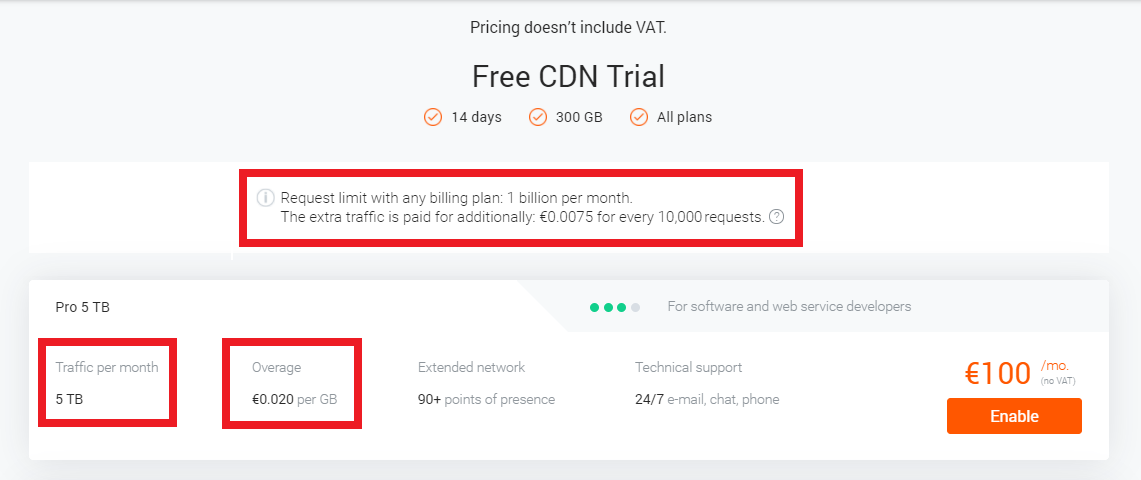 Pricing doesn't include VAT.
Free CDN Trial
14 days 300 GB All plans
Request limit with any billing plan: 1 billion per month.
The extra traffic is paid for additionally: €0.0075 for every 10,000 requests. ?
Pro 5 TB For software and web service developers
Traffic per month Overage Extended network Technical support
€100 /mo.
(no VAT)
5 TB €0.020 per GB 90+ points of presence 24/7 e-mail, chat, phone
Enable